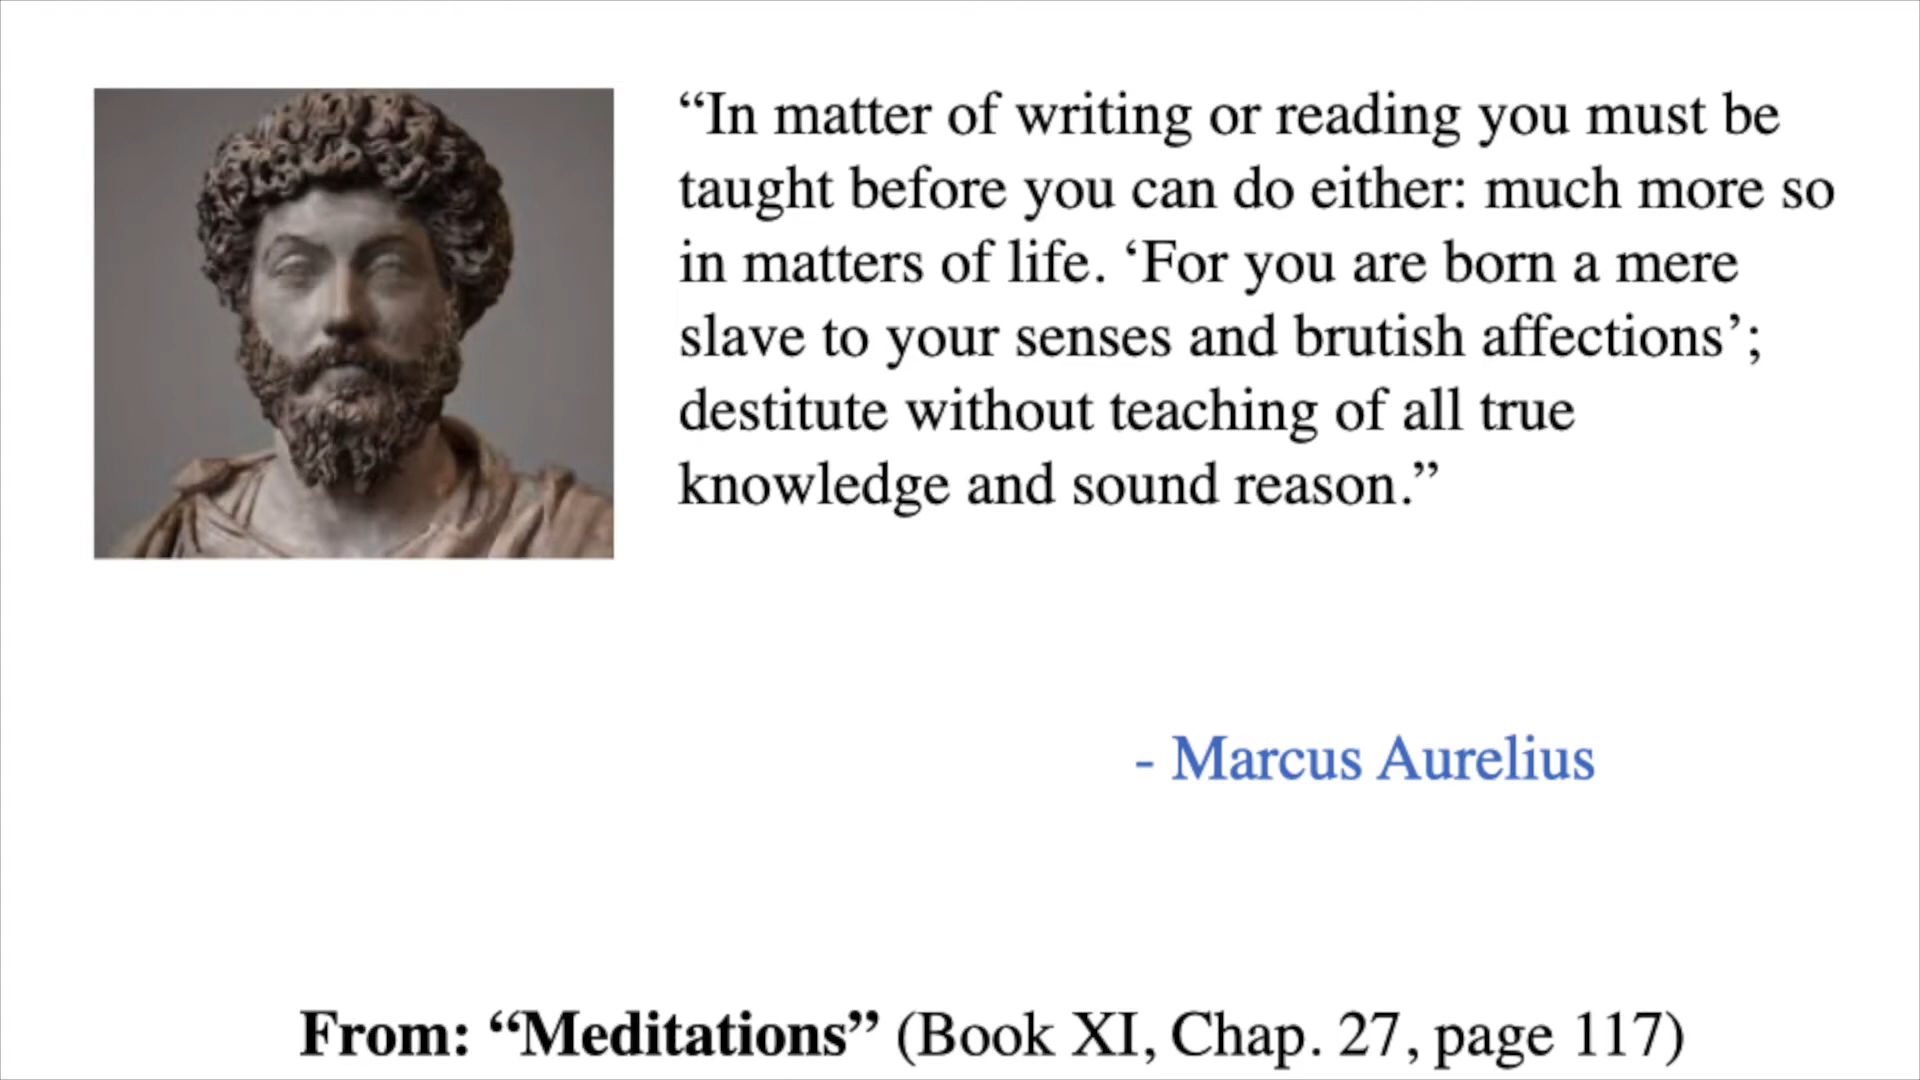 “In matter of writing or reading you must be
taught before you can do either: much more so
in matters of life. ‘For you are born a mere
slave to your senses and brutish affections’;
destitute without teaching of all true
knowledge and sound reason.”
- Marcus Aurelius
From: “Meditations” (Book XI, Chap. 27, page 117)